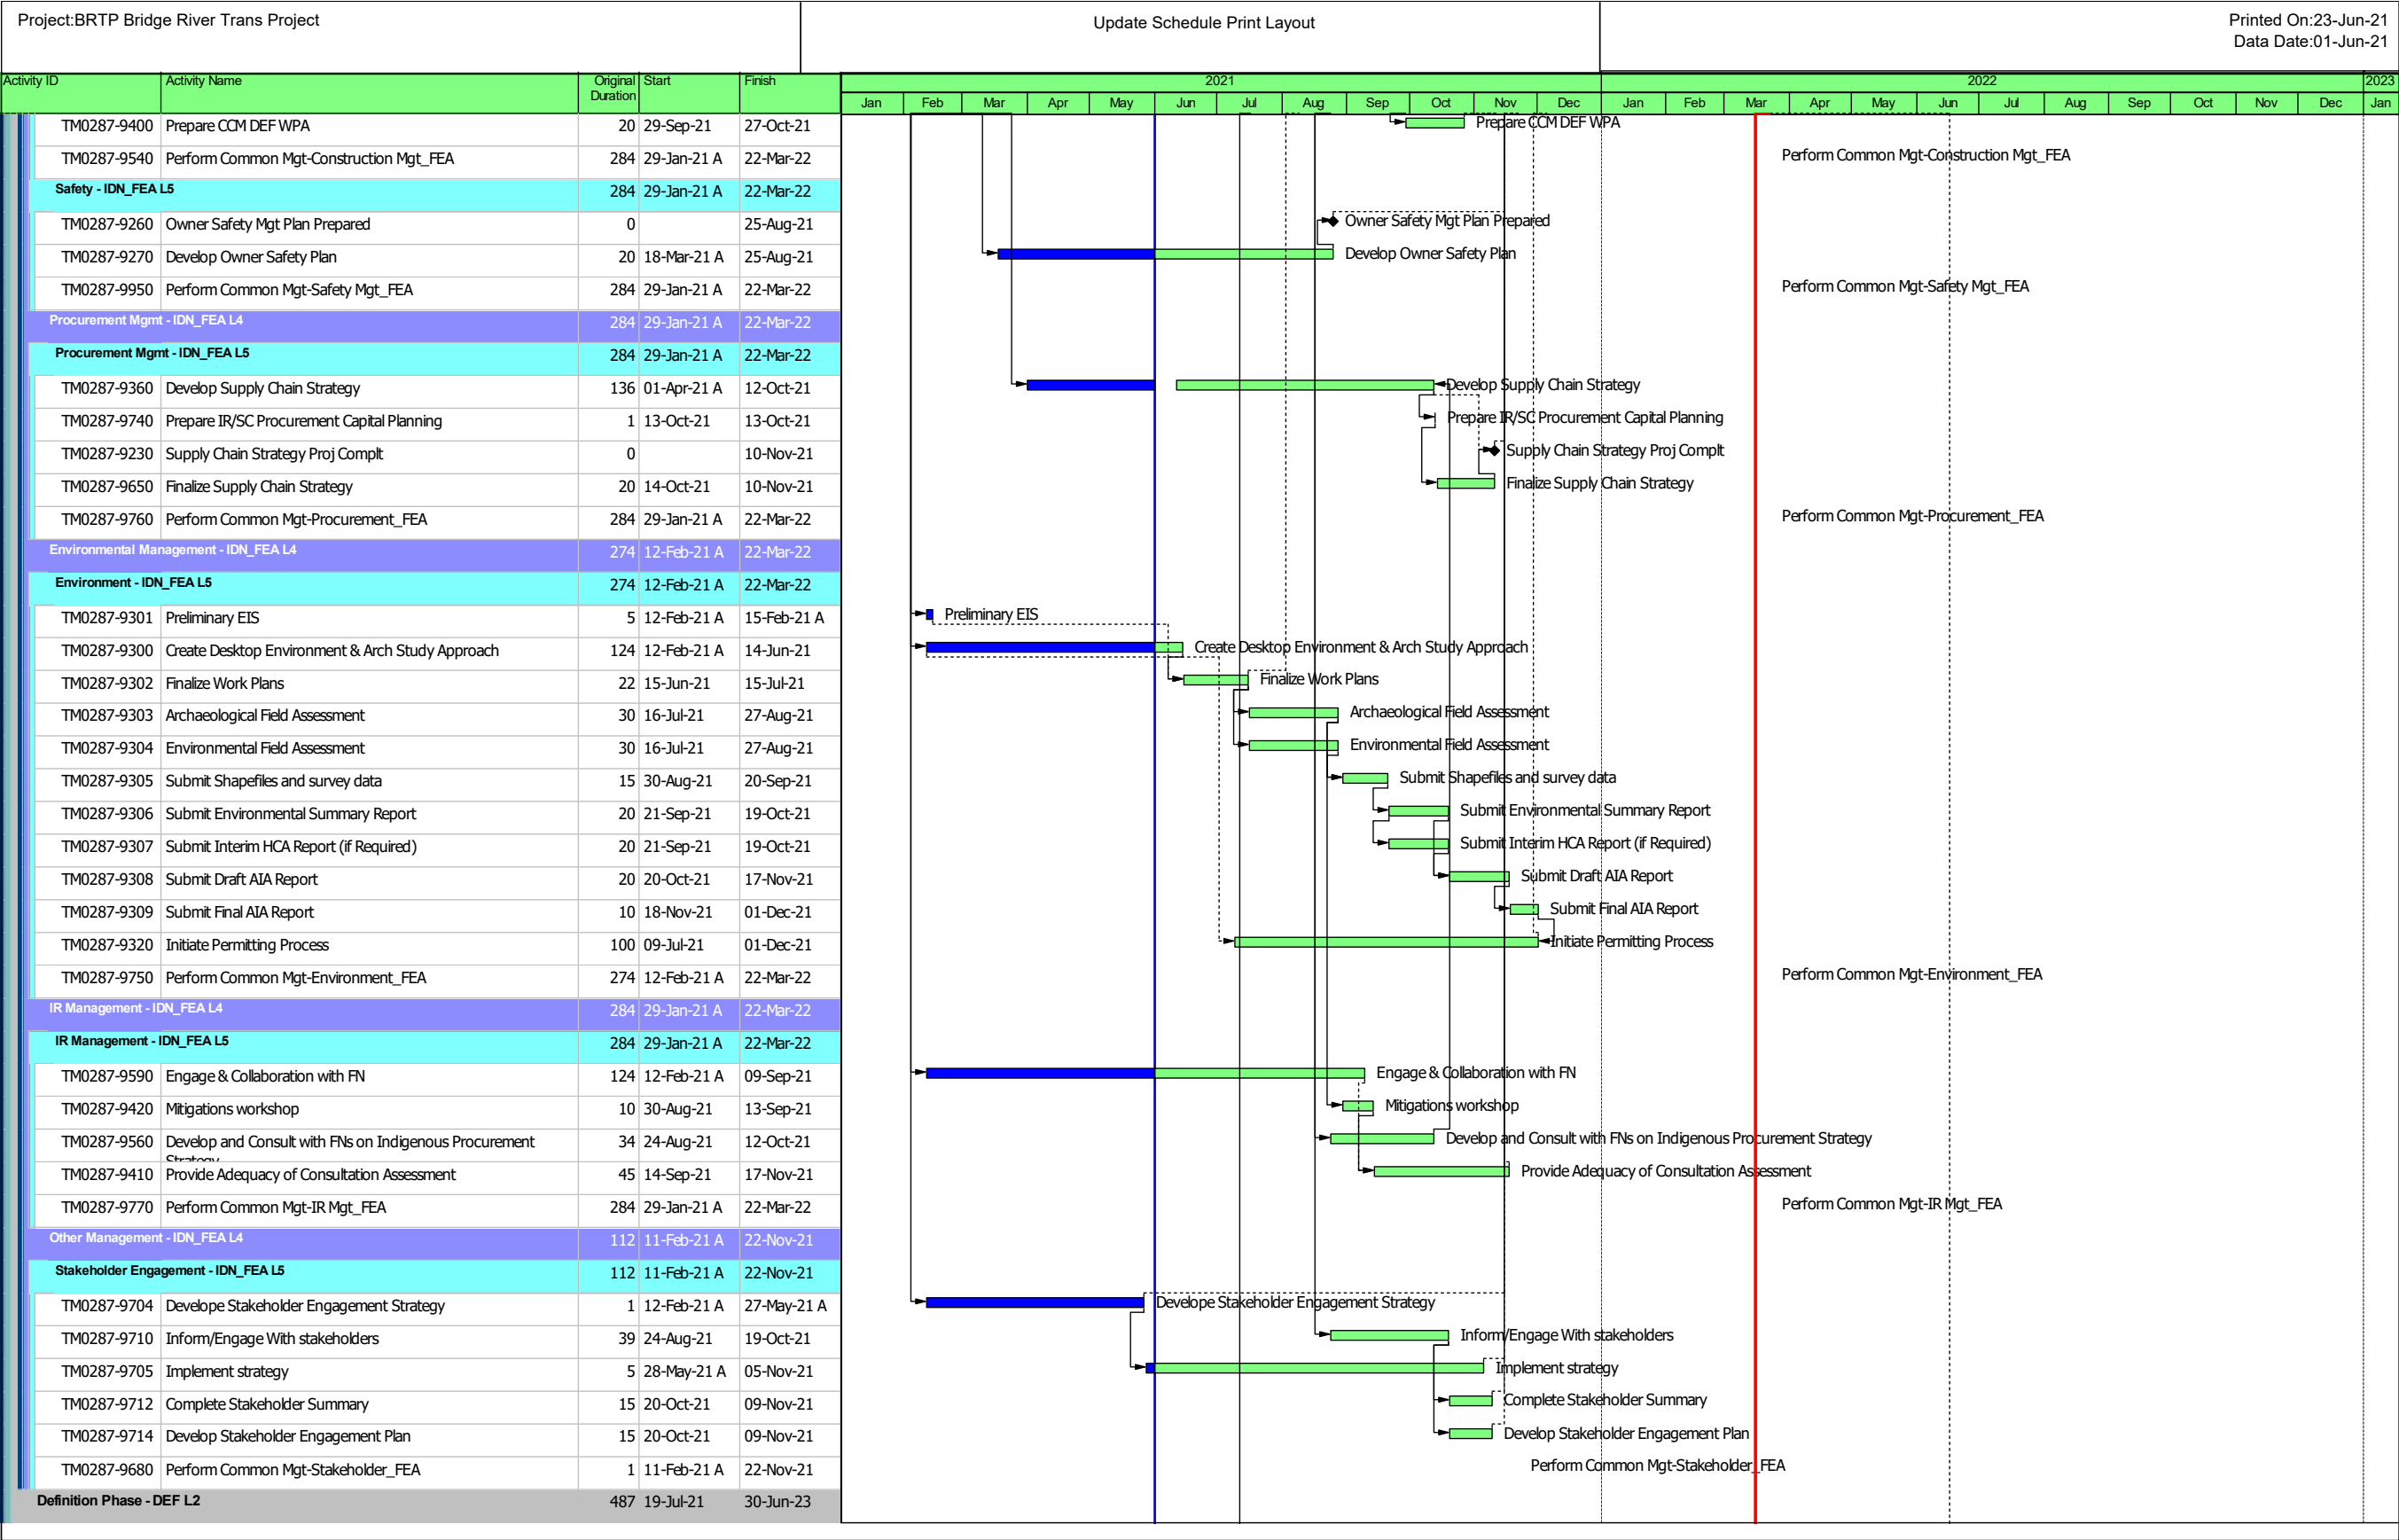 Project:BRTP Bridge River Trans Project
Update Schedule Print Layout
Printed On:23-Jun-21
Data Date:01-Jun-21
Activity ID Activity Name Original Duration Start Finish
2021 2022 2023
Jan Feb Mar Apr May Jun Jul Aug Sep Oct Nov Dec Jan Feb Mar Apr May Jun Jul Aug Sep Oct Nov Dec Jan
TM0287-9400 Prepare CCM DEF WPA 20 29-Sep-21 27-Oct-21 Prepare CCM DEF WPA
TM0287-9540 Perform Common Mgt-Construction Mgt_FEA 284 29-Jan-21 A 22-Mar-22 Perform Common Mgt-Construction Mgt_FEA
Safety - IDN_FEA L5 284 29-Jan-21 A 22-Mar-22
TM0287-9260 Owner Safety Mgt Plan Prepared 0 25-Aug-21 Owner Safety Mgt Plan Prepared
TM0287-9270 Develop Owner Safety Plan 20 18-Mar-21 A 25-Aug-21 Develop Owner Safety Plan
TM0287-9950 Perform Common Mgt-Safety Mgt_FEA 284 29-Jan-21 A 22-Mar-22 Perform Common Mgt-Safety Mgt_FEA
Procurement Mgmt - IDN_FEA L4 284 29-Jan-21 A 22-Mar-22
Procurement Mgmt - IDN_FEA L5 284 29-Jan-21 A 22-Mar-22
TM0287-9360 Develop Supply Chain Strategy 136 01-Apr-21 A 12-Oct-21 Develop Supply Chain Strategy
TM0287-9740 Prepare IR/SC Procurement Capital Planning 1 13-Oct-21 13-Oct-21 Prepare IR/SC Procurement Capital Planning
TM0287-9230 Supply Chain Strategy Proj Complt 0 10-Nov-21 Supply Chain Strategy Proj Complt
TM0287-9650 Finalize Supply Chain Strategy 20 14-Oct-21 10-Nov-21 Finalize Supply Chain Strategy
TM0287-9760 Perform Common Mgt-Procurement_FEA 284 29-Jan-21 A 22-Mar-22 Perform Common Mgt-Procurement_FEA
Environmental Management - IDN_FEA L4 274 12-Feb-21 A 22-Mar-22
Environment - IDN_FEA L5 274 12-Feb-21 A 22-Mar-22
TM0287-9301 Preliminary EIS 5 12-Feb-21 A 15-Feb-21 A Preliminary EIS
TM0287-9300 Create Desktop Environment & Arch Study Approach 124 12-Feb-21 A 14-Jun-21 Create Desktop Environment & Arch Study Approach
TM0287-9302 Finalize Work Plans 22 15-Jun-21 15-Jul-21 Finalize Work Plans
TM0287-9303 Archaeological Field Assessment 30 16-Jul-21 27-Aug-21 Archaeological Field Assessment
TM0287-9304 Environmental Field Assessment 30 16-Jul-21 27-Aug-21 Environmental Field Assessment
TM0287-9305 Submit Shapefiles and survey data 15 30-Aug-21 20-Sep-21 Submit Shapefiles and survey data
TM0287-9306 Submit Environmental Summary Report 20 21-Sep-21 19-Oct-21 Submit Environmental Summary Report
TM0287-9307 Submit Interim HCA Report (if Required) 20 21-Sep-21 19-Oct-21 Submit Interim HCA Report (if Required)
TM0287-9308 Submit Draft AIA Report 20 20-Oct-21 17-Nov-21 Submit Draft AIA Report
TM0287-9309 Submit Final AIA Report 10 18-Nov-21 01-Dec-21 Submit Final AIA Report
TM0287-9320 Initiate Permitting Process 100 09-Jul-21 01-Dec-21 Initiate Permitting Process
TM0287-9750 Perform Common Mgt-Environment_FEA 274 12-Feb-21 A 22-Mar-22 Perform Common Mgt-Environment_FEA
IR Management - IDN_FEA L4 284 29-Jan-21 A 22-Mar-22
IR Management - IDN_FEA L5 284 29-Jan-21 A 22-Mar-22
TM0287-9590 Engage & Collaboration with FN 124 12-Feb-21 A 09-Sep-21 Engage & Collaboration with FN
TM0287-9420 Mitigations workshop 10 30-Aug-21 13-Sep-21 Mitigations workshop
TM0287-9560 Develop and Consult with FNs on Indigenous Procurement Strategy 34 24-Aug-21 12-Oct-21 Develop and Consult with FNs on Indigenous Procurement Strategy
TM0287-9410 Provide Adequacy of Consultation Assessment 45 14-Sep-21 17-Nov-21 Provide Adequacy of Consultation Assessment
TM0287-9770 Perform Common Mgt-IR Mgt_FEA 284 29-Jan-21 A 22-Mar-22 Perform Common Mgt-IR Mgt_FEA
Other Management - IDN_FEA L4 112 11-Feb-21 A 22-Nov-21
Stakeholder Engagement - IDN_FEA L5 112 11-Feb-21 A 22-Nov-21
TM0287-9704 Develope Stakeholder Engagement Strategy 1 12-Feb-21 A 27-May-21 A Develope Stakeholder Engagement Strategy
TM0287-9710 Inform/Engage With stakeholders 39 24-Aug-21 19-Oct-21 Inform/Engage With stakeholders
TM0287-9705 Implement strategy 5 28-May-21 A 05-Nov-21 Implement strategy
TM0287-9712 Complete Stakeholder Summary 15 20-Oct-21 09-Nov-21 Complete Stakeholder Summary
TM0287-9714 Develop Stakeholder Engagement Plan 15 20-Oct-21 09-Nov-21 Develop Stakeholder Engagement Plan
TM0287-9680 Perform Common Mgt-Stakeholder_FEA 1 11-Feb-21 A 22-Nov-21 Perform Common Mgt-Stakeholder_FEA
Definition Phase - DEF L2 487 19-Jul-21 30-Jun-23